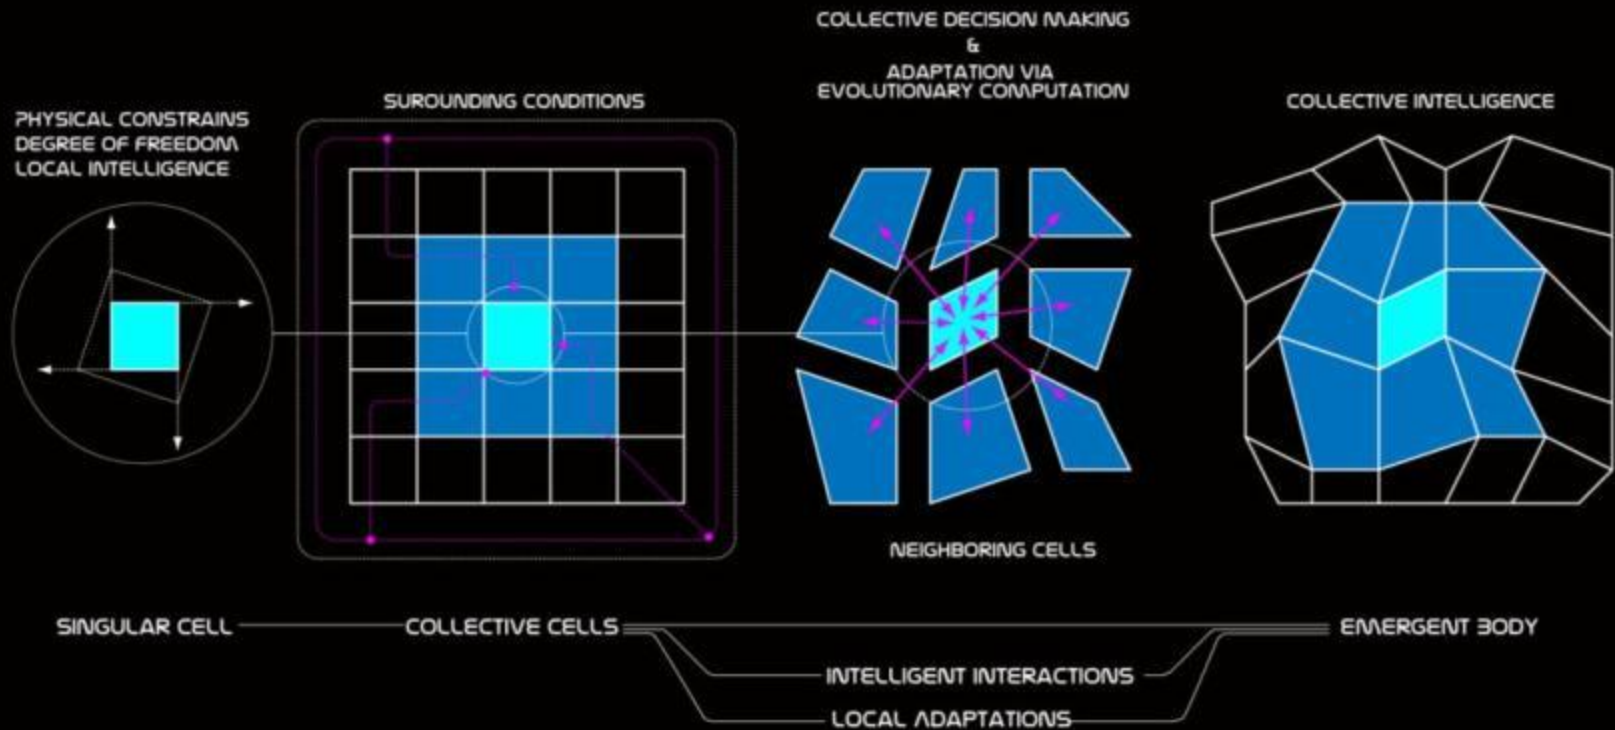 COLLECTIVE DECISION MAKING
&
ADAPTATION VIA
EVOLUTIONARY COMPUTATION
SUROUNDING CONDITIONS
COLLECTIVE INTELLIGENCE
PHYSICAL CONSTRAINS
DEGREE OF FREEDOM
LOCAL INTELLIGENCE
NEIGHBORING CELLS
SINGULAR CELL
COLLECTIVE CELLS
EMERGENT BODY
INTELLIGENT INTERACTIONS
LOCAL ADAPTATIONS